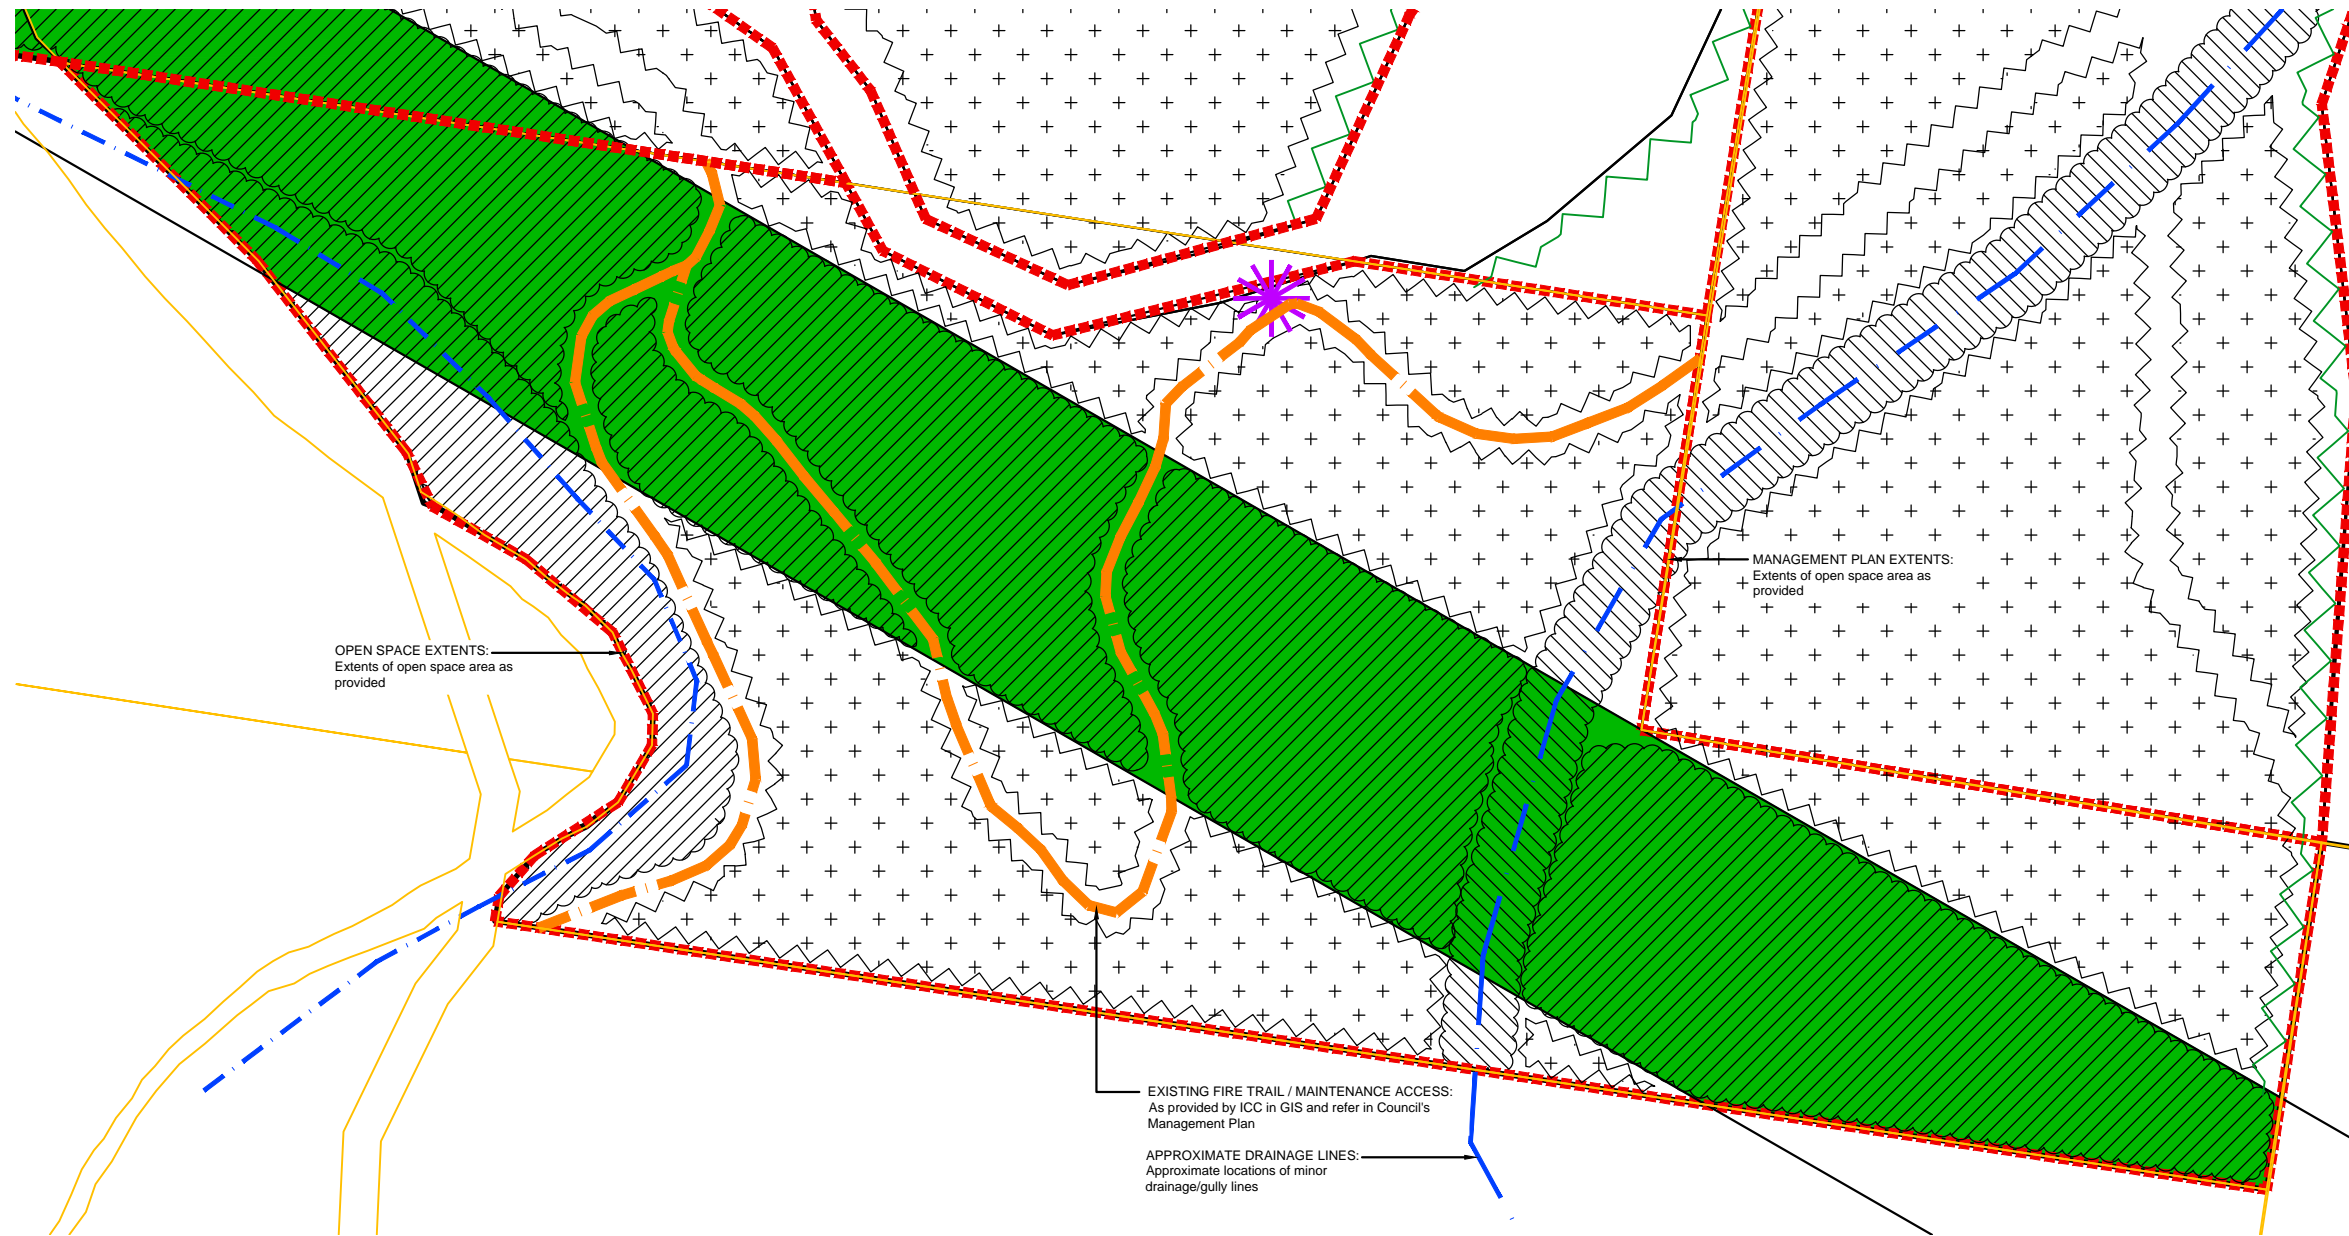 MANAGEMENT PLAN EXTENTS:
Extents of open space area as
provided
OPEN SPACE EXTENTS:
Extents of open space area as
provided
EXISTING FIRE TRAIL / MAINTENANCE ACCESS:
As provided by ICC in GIS and refer in Council's
Management Plan
APPROXIMATE DRAINAGE LINES:
Approximate locations of minor
drainage/gully lines